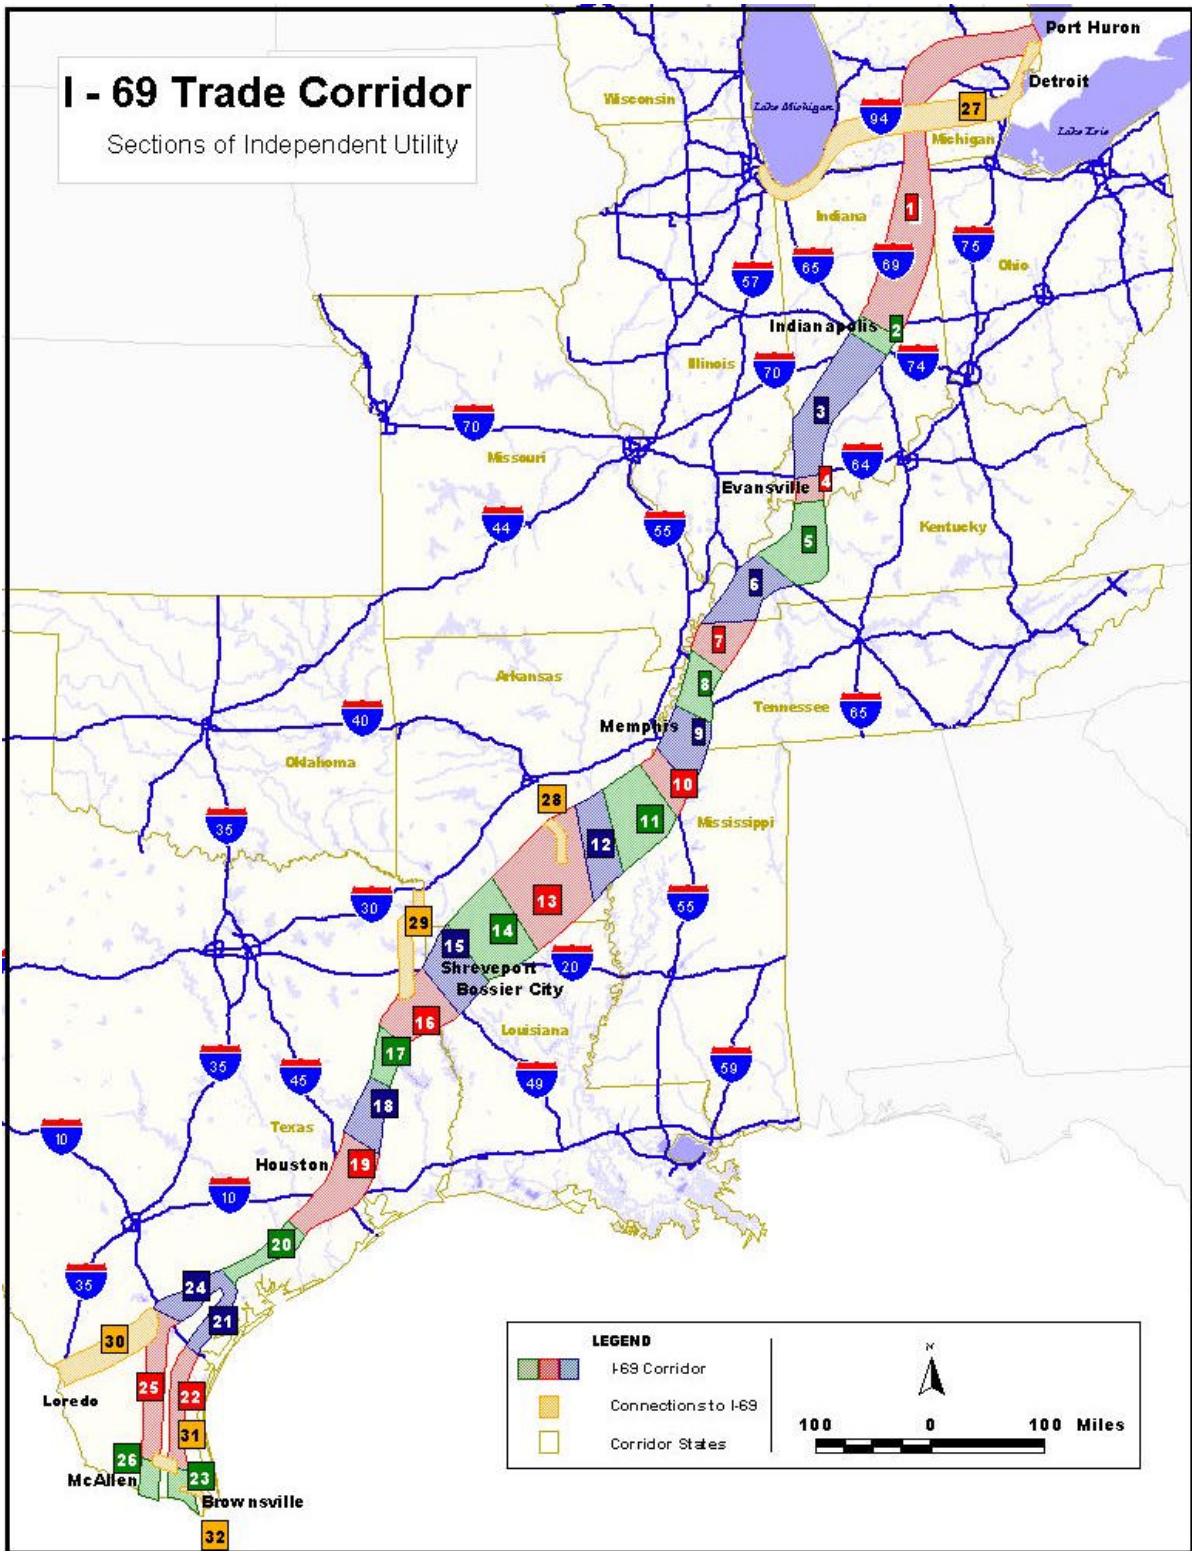 I - 69 Trade Corridor
Sections of Independent Utility
Port Huron
Detroit
Wisconsin
Lake Michigan
94
27
Michigan
Lake Erie
1
Indiana
75
69
65
57
Ohio
Indianapolis
2
Illinois
70
74
3
70
Missouri
64
Evansville
4
44
55
Kentucky
5
6
7
Arkansas
8
Tennessee
65
40
Memphis
9
Oklahoma
10
28
35
11
Mississippi
12
13
30
29
55
14
15
Shreveport
20
Bossier City
16
Louisiana
17
35
45
49
59
18
10
Texas
Houston
19
10
20
35
24
21
30
25
22
Loredo
31
26
McAllen
23
Brownsville
32
LEGEND
I-69 Corridor
Connections to I-69
Corridor States
N
100 0 100 Miles